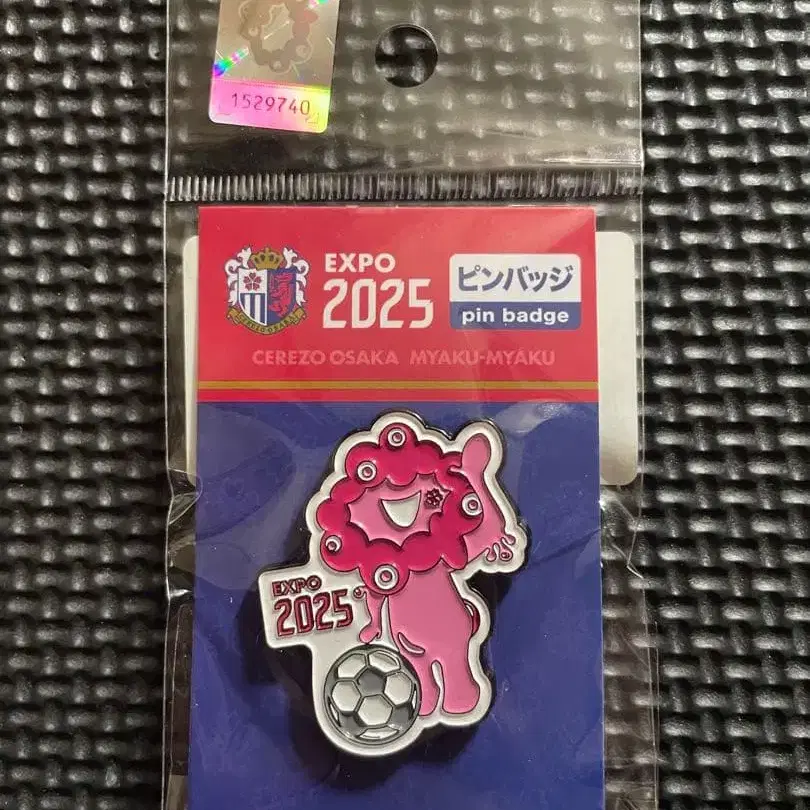 1529740
EXPO
2025
ピンバッジ
pin badge
CEREZO OSAKA MYAKU-MYAKU
EXPO
2025